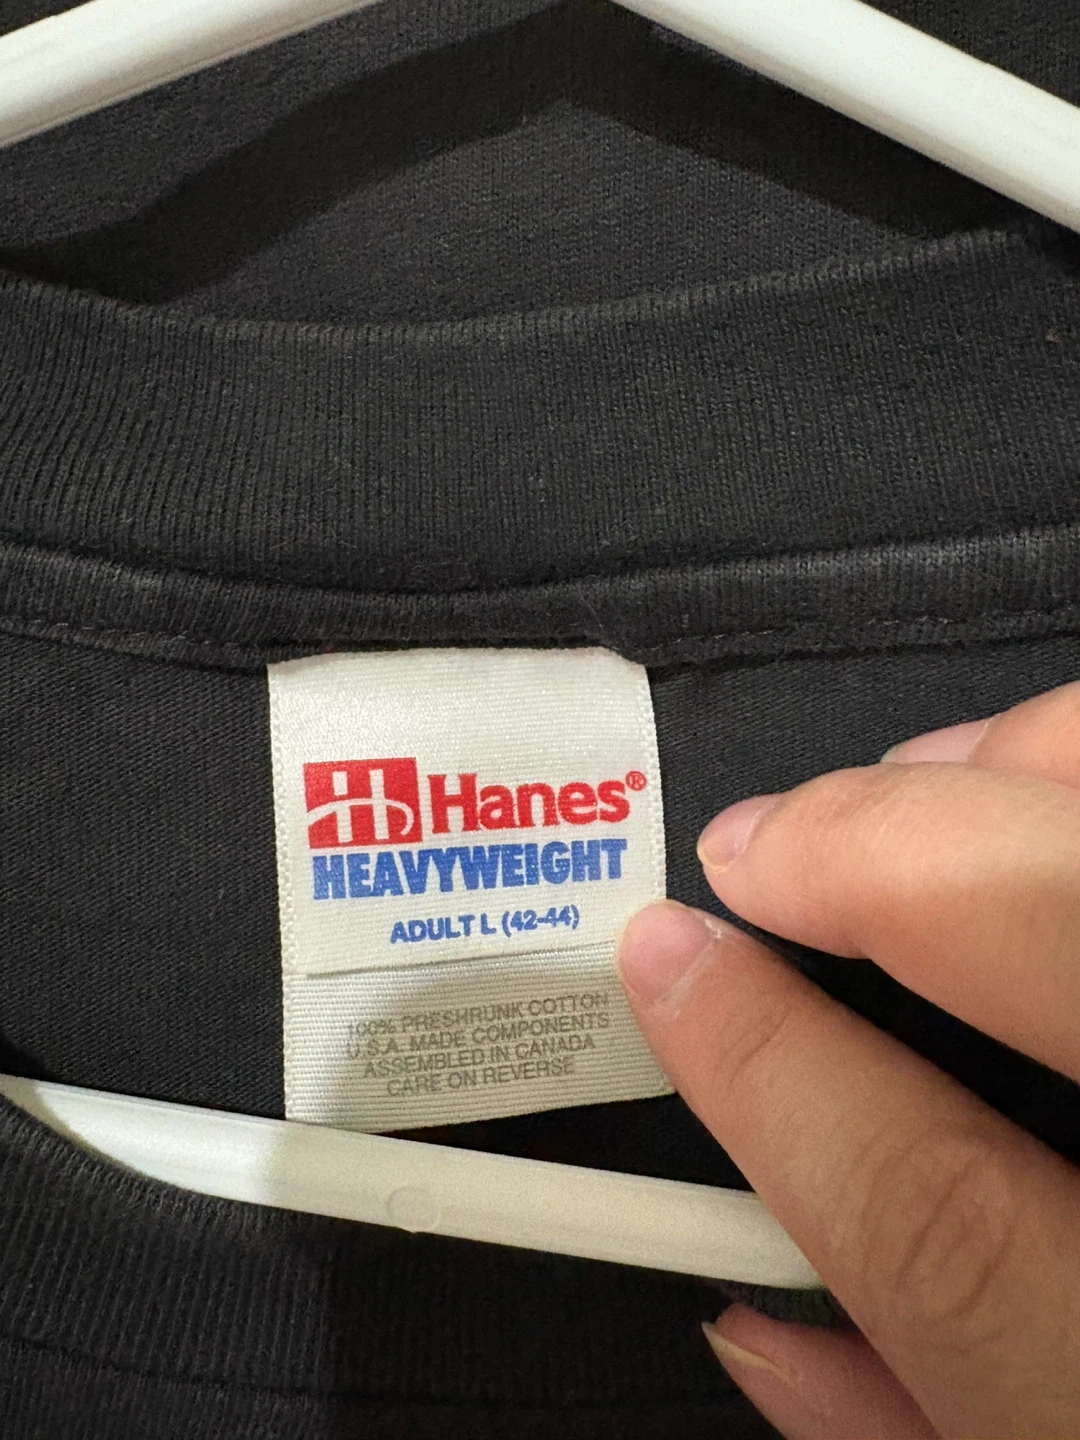 H Hanes®
HEAVYWEIGHT
ADULT L (42-44)
100% PRESHRUNK COTTON
U.S.A. MADE COMPONENTS
ASSEMBLED IN CANADA
CARE ON REVERSE